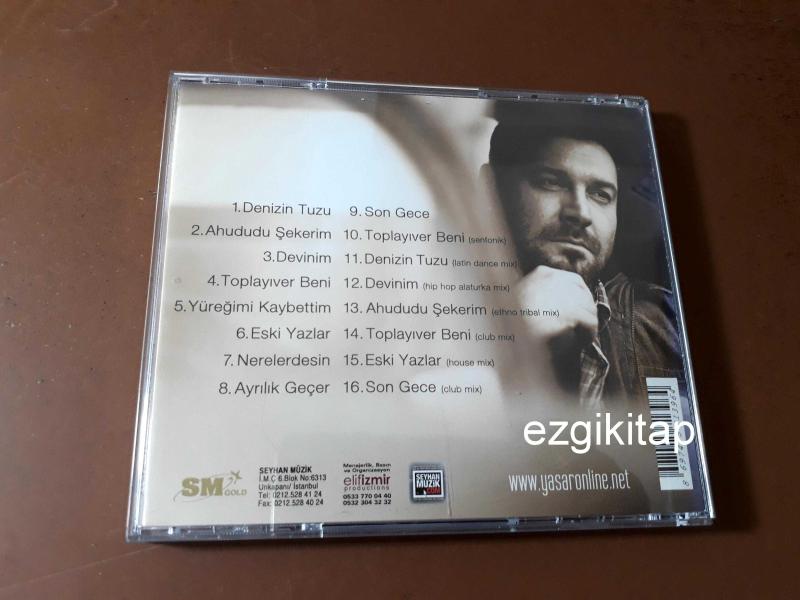 1.Denizin Tuzu
2.Ahududu Şekerim
3.Devinim
4.Toplayıver Beni
5.Yüreğimi Kaybettim
6.Eski Yazlar
7. Nerelerdesin
8. Ayrılık Geçer
9. Son Gece
10. Toplayıver Beni (senfonik)
11. Denizin Tuzu (latin dance mix)
12. Devinim (hip hop alaturka mix)
13. Ahududu Şekerim (ethno tribal mix)
14. Toplayıver Beni (club mix)
15. Eski Yazlar (house mix)
16. Son Gece (club mix)
ezgikitap
SM
GOLD
SEYHAN MÜZİK
İ.M.Ç 6.Blok No:6313
Unkapanı/ İstanbul
Tel: 0212.528 41 24
Fax: 0212.528 40 24
Menajerlik, Basın
ve Organizasyon
elifizmir
productions
0533 770 04 40
0532 304 32 32
SEYHAN
MÜZİK
.com
www.yasaronline.net